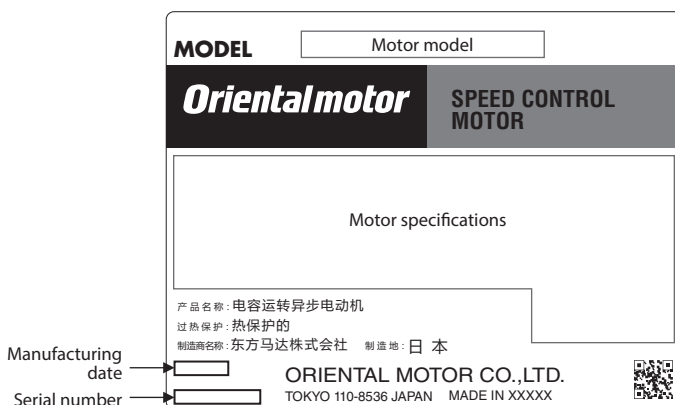 MODEL Motor model
Orientalmotor SPEED CONTROL
MOTOR
Motor specifications
产品名称:电容运转异步电动机
过热保护:热保护的
制造商名称:东方马达株式会社 制造地:日 本
Manufacturing
date
ORIENTAL MOTOR CO.,LTD.
Serial number TOKYO 110-8536 JAPAN MADE IN XXXXX